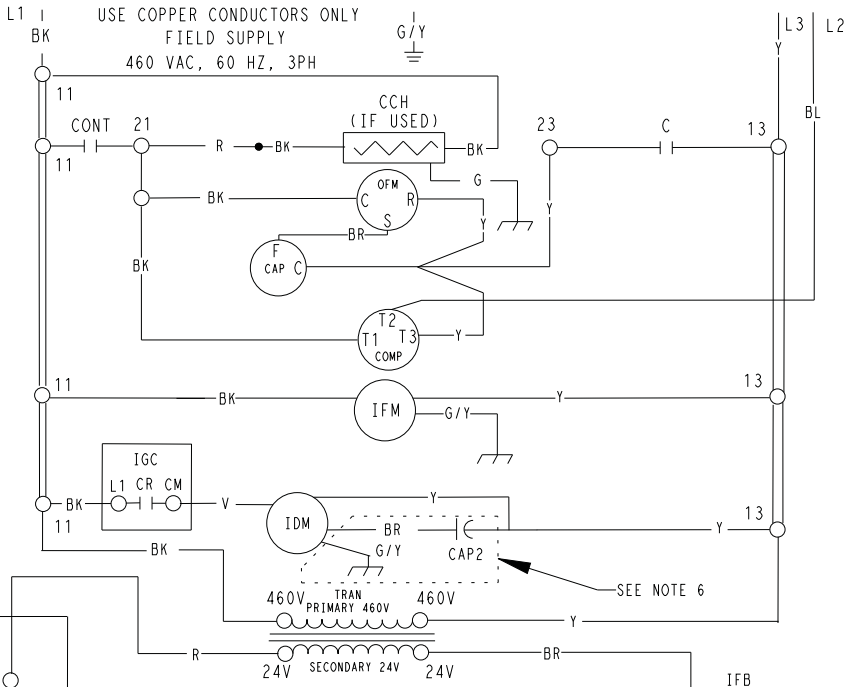 L1
USE COPPER CONDUCTORS ONLY
FIELD SUPPLY
460 VAC, 60 HZ, 3PH
BK
G/Y
L3
L2
Y
BL
11
CCH
(IF USED)
CONT
21
23
C
13
R
BK
BK
11
G
OFM
C
R
S
BK
Y
Y
BR
F
CAP
C
BK
T2
T1
T3
COMP
Y
11
13
BK
IFM
Y
G/Y
IGC
L1
CR
CM
BK
V
Y
13
11
IDM
BR
Y
CAP2
G/Y
BK
SEE NOTE 6
460V
TRAN
460V
PRIMARY 460V
Y
R
BR
24V
SECONDARY 24V
24V
IFB